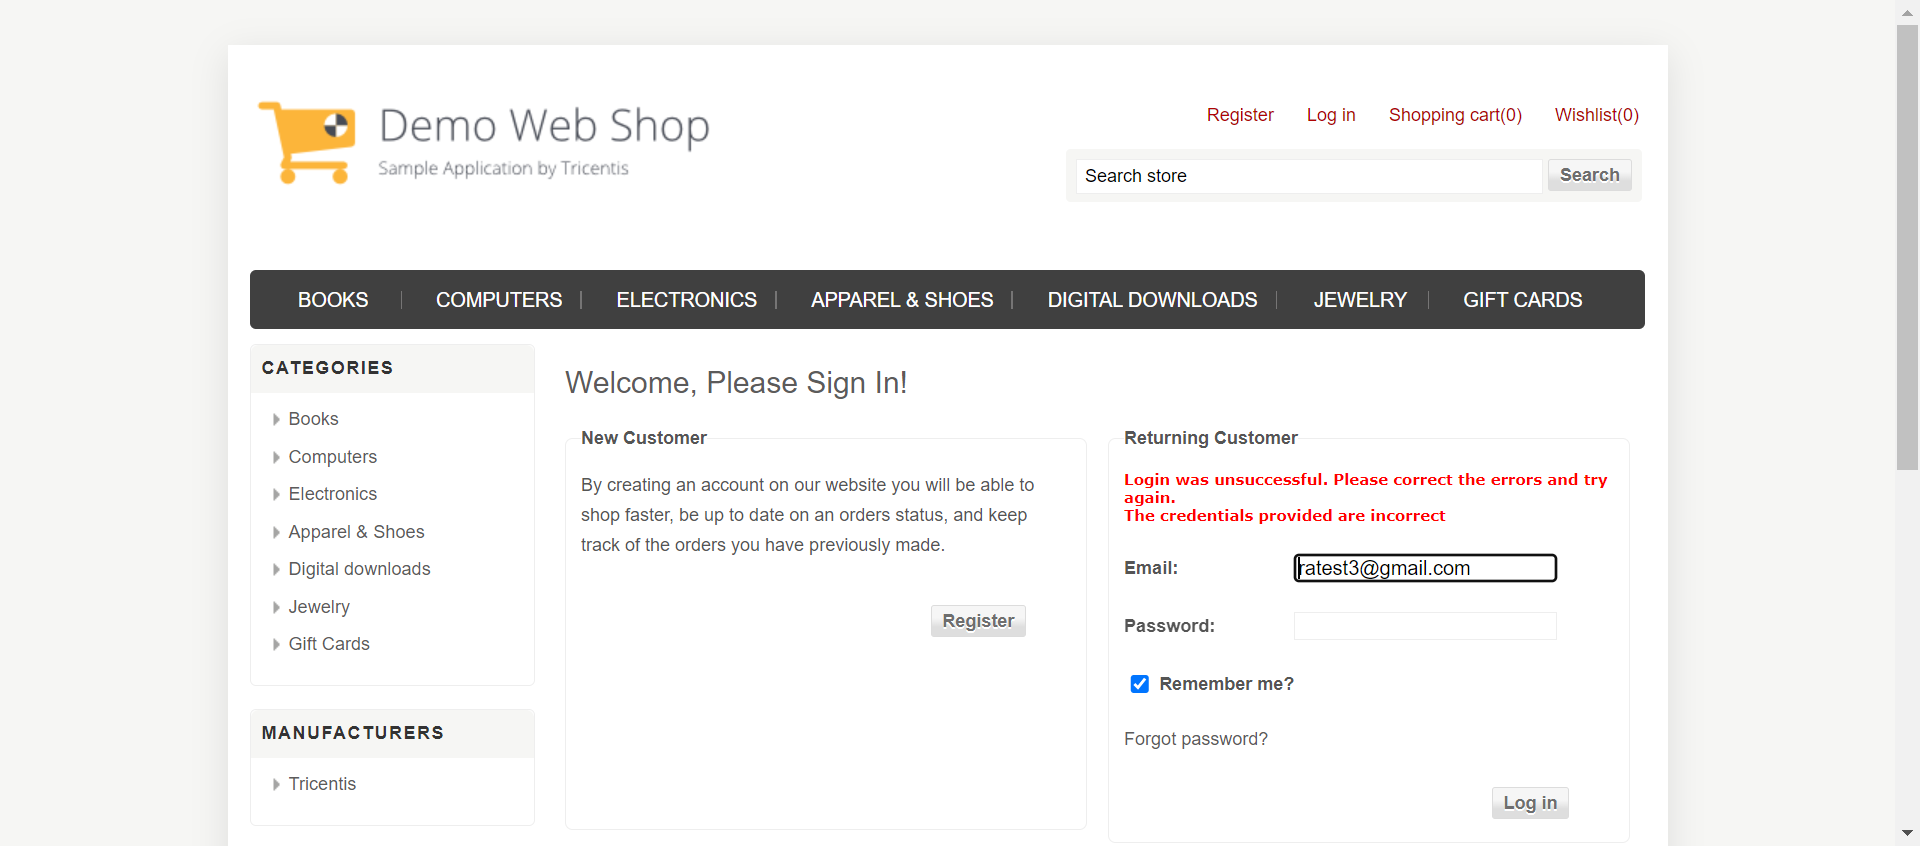 Demo Web Shop
Sample Application by Tricentis
Register Log in Shopping cart(0) Wishlist(0)
Search store Search
BOOKS COMPUTERS ELECTRONICS APPAREL & SHOES DIGITAL DOWNLOADS JEWELRY GIFT CARDS
CATEGORIES
Books
Computers
Electronics
Apparel & Shoes
Digital downloads
Jewelry
Gift Cards
MANUFACTURERS
Tricentis
Welcome, Please Sign In!
New Customer
By creating an account on our website you will be able to
shop faster, be up to date on an orders status, and keep
track of the orders you have previously made.
Register
Returning Customer
Login was unsuccessful. Please correct the errors and try
again.
The credentials provided are incorrect
Email: ratest3@gmail.com
Password:
Remember me?
Forgot password?
Log in